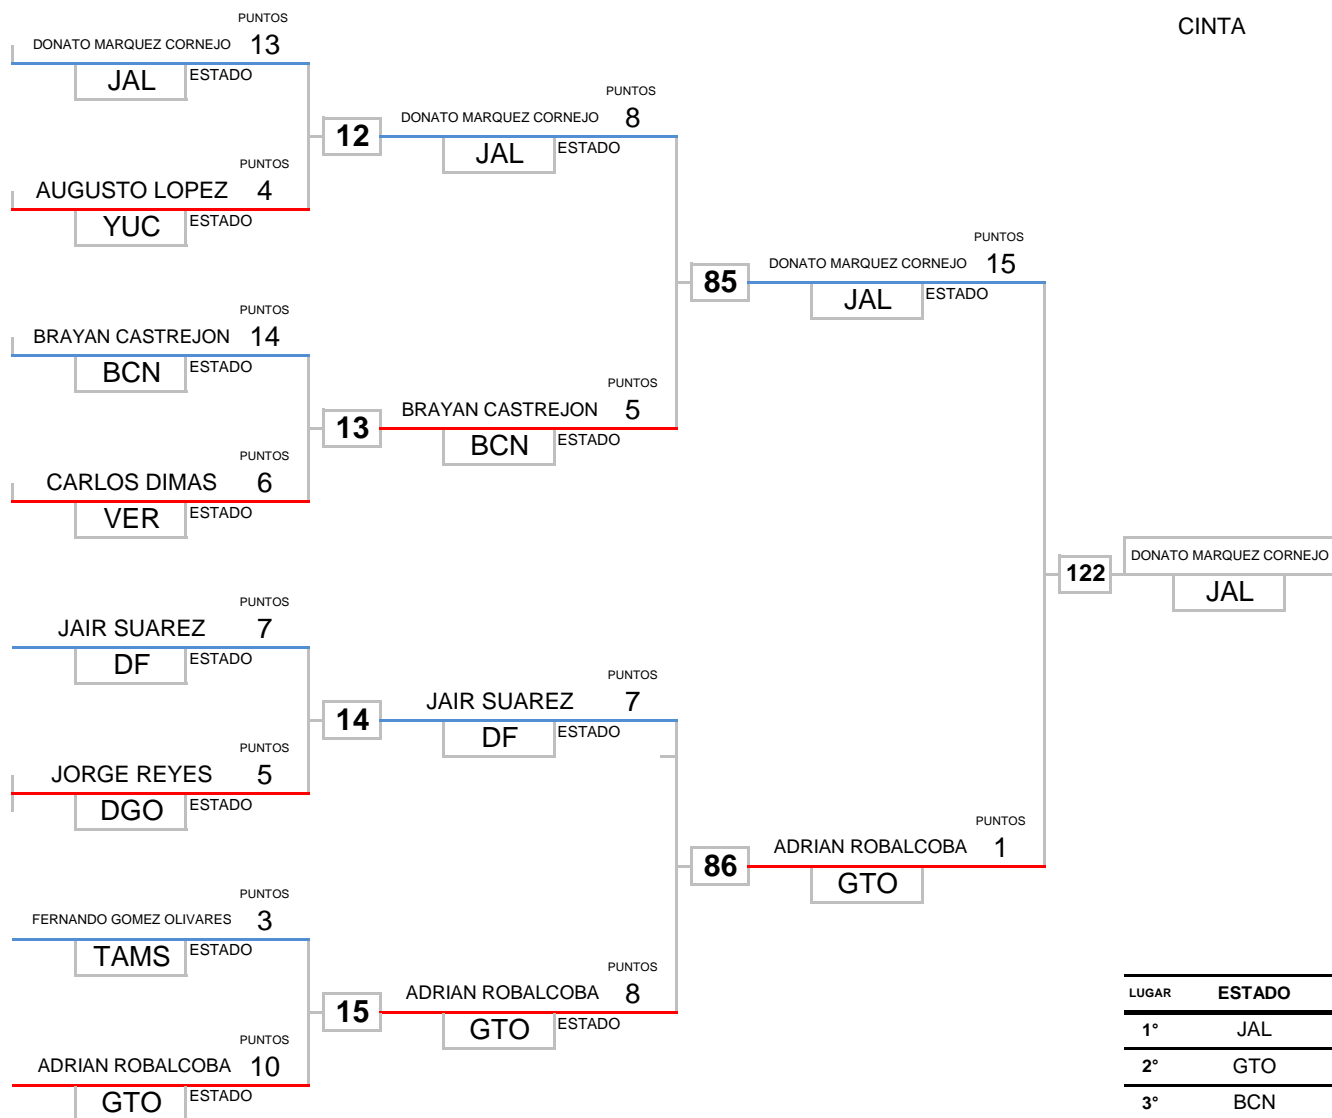 PUNTOS
CINTA
DONATO MARQUEZ CORNEJO 13
JAL ESTADO
PUNTOS
12 DONATO MARQUEZ CORNEJO 8
JAL ESTADO
PUNTOS
AUGUSTO LOPEZ 4
YUC ESTADO
PUNTOS
85 DONATO MARQUEZ CORNEJO 15
JAL ESTADO
PUNTOS
BRAYAN CASTREJON 14
BCN ESTADO
PUNTOS
13 BRAYAN CASTREJON 5
BCN ESTADO
PUNTOS
CARLOS DIMAS 6
VER ESTADO
122 DONATO MARQUEZ CORNEJO
JAL
PUNTOS
JAIR SUAREZ 7
DF ESTADO
PUNTOS
14 JAIR SUAREZ 7
DF ESTADO
PUNTOS
JORGE REYES 5
DGO ESTADO
PUNTOS
86 ADRIAN ROBALCOBA 1
GTO
PUNTOS
FERNANDO GOMEZ OLIVARES 3
TAMS ESTADO
PUNTOS
15 ADRIAN ROBALCOBA 8
GTO ESTADO
PUNTOS
ADRIAN ROBALCOBA 10
GTO ESTADO
LUGAR ESTADO
1° JAL
2° GTO
3° BCN